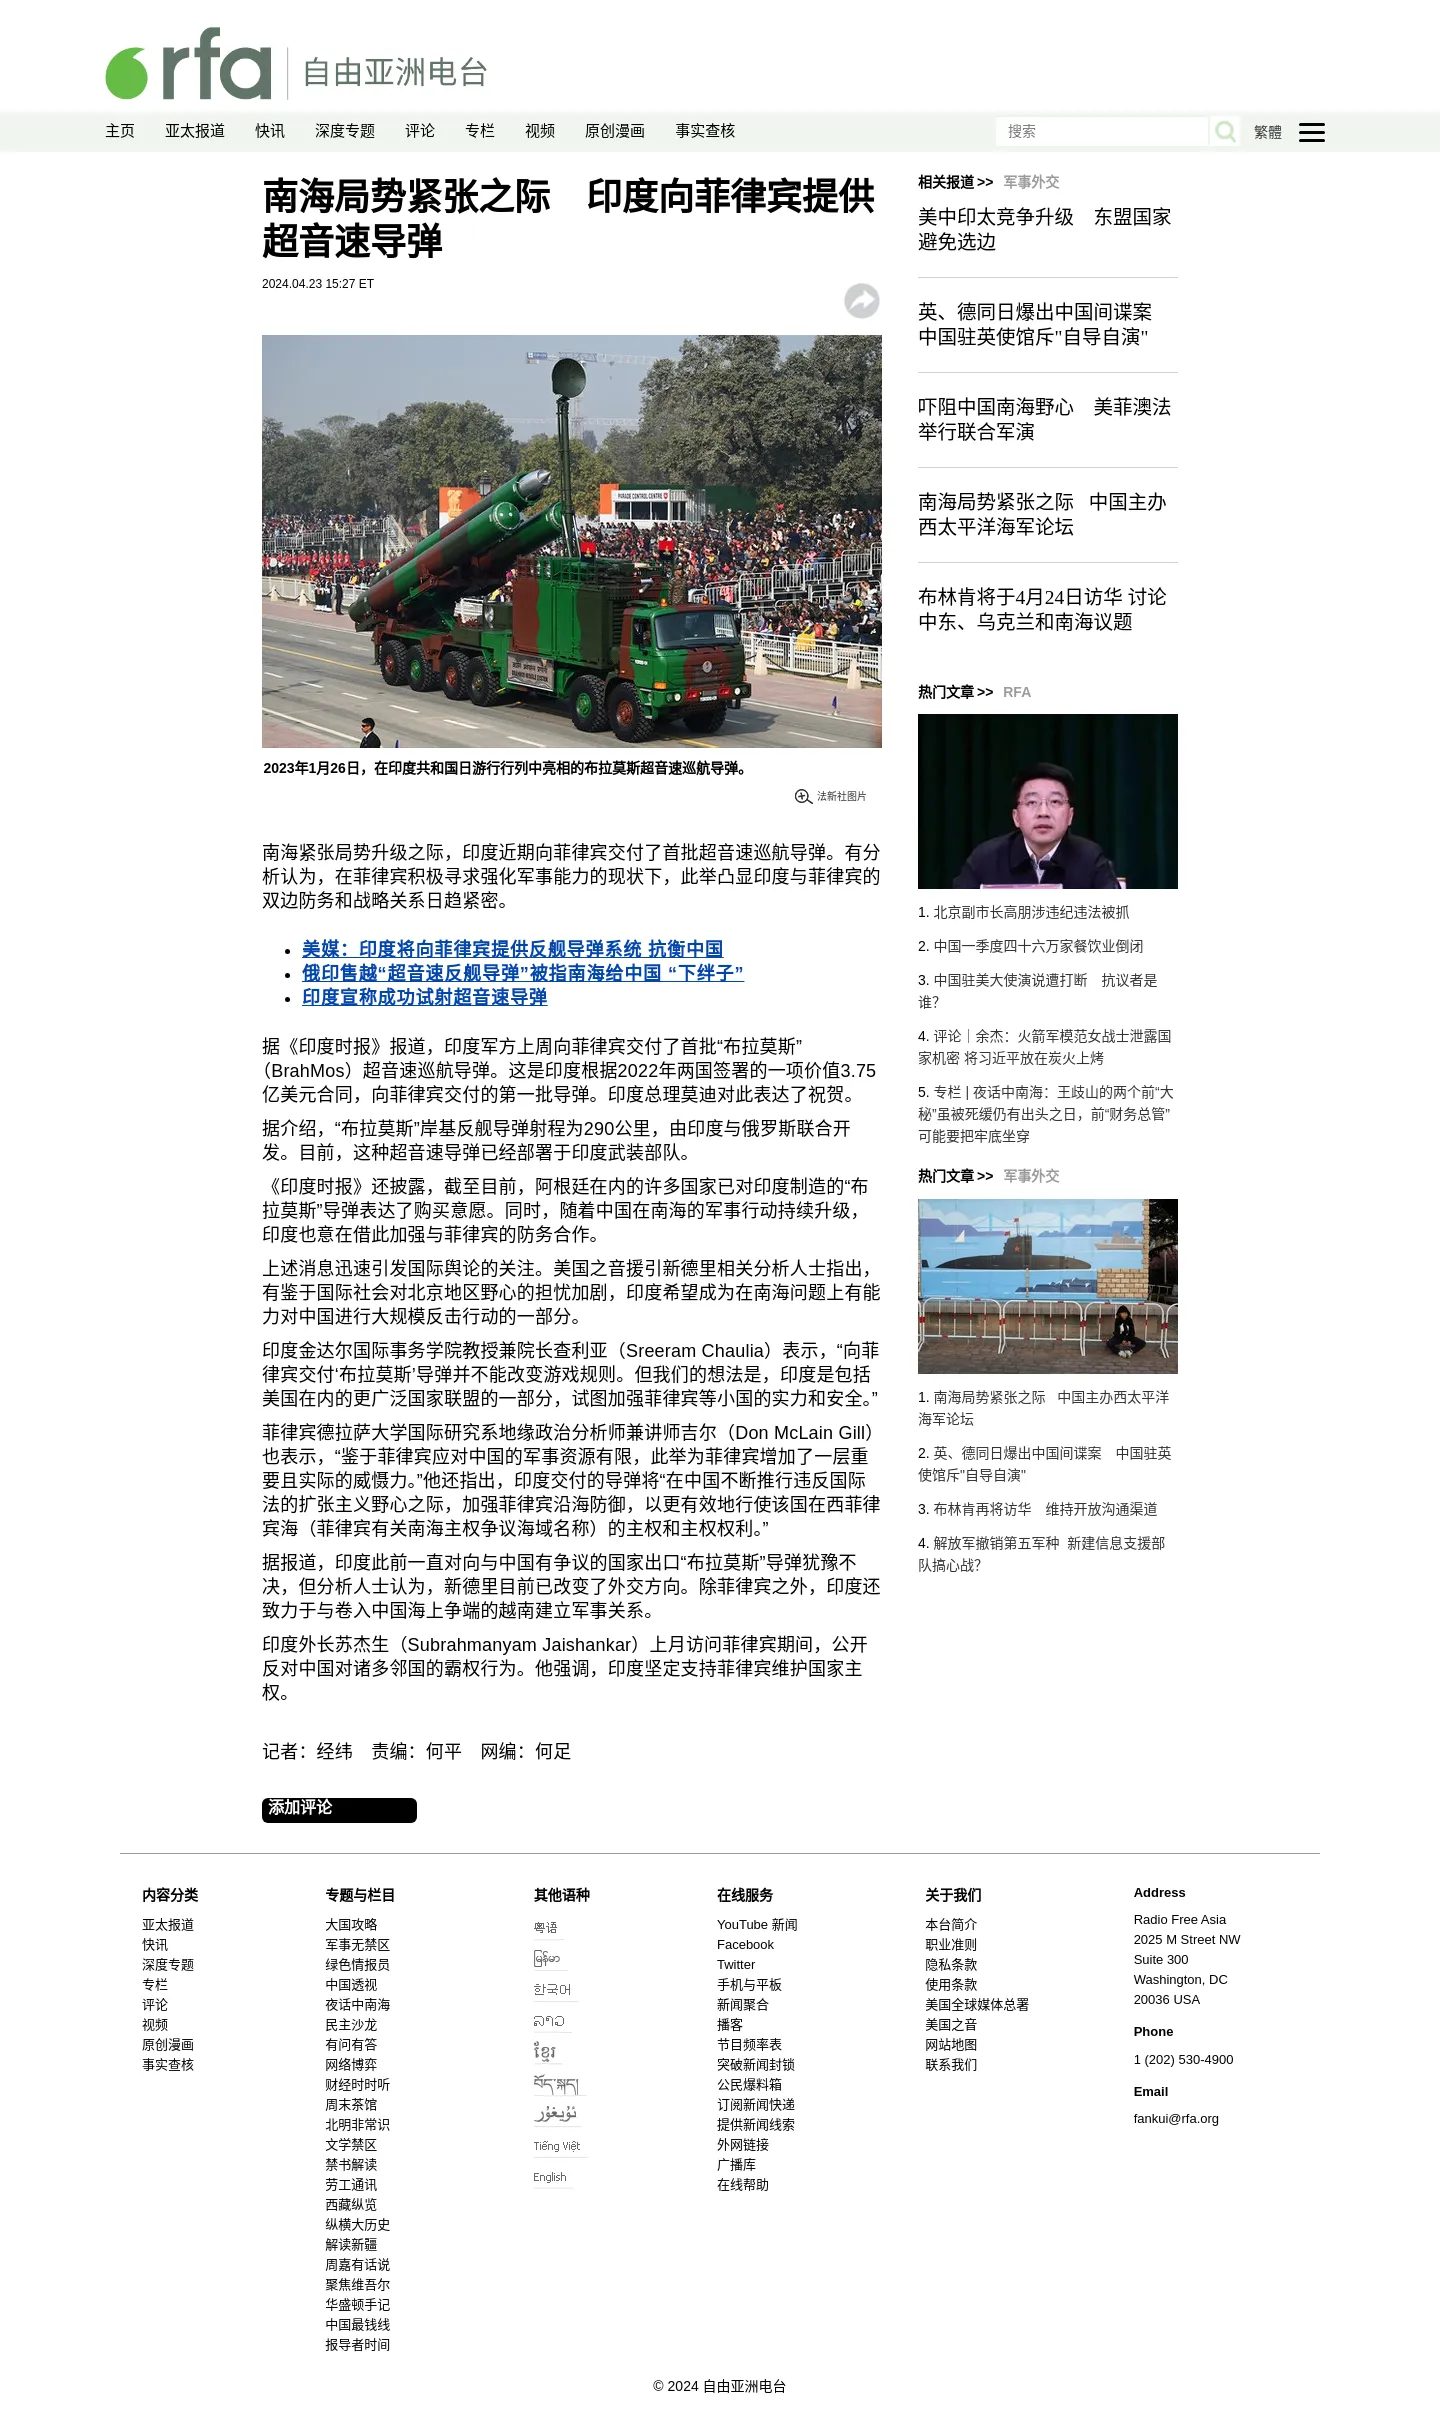 rfa 自由亚洲电台
主页 亚太报道 快讯 深度专题 评论 专栏 视频 原创漫画 事实查核 搜索 繁體
南海局势紧张之际　印度向菲律宾提供
超音速导弹
2024.04.23 15:27 ET
PARADE CONTROL CENTRE
2023年1月26日，在印度共和国日游行行列中亮相的布拉莫斯超音速巡航导弹。
法新社图片
南海紧张局势升级之际，印度近期向菲律宾交付了首批超音速巡航导弹。有分
析认为，在菲律宾积极寻求强化军事能力的现状下，此举凸显印度与菲律宾的
双边防务和战略关系日趋紧密。
美媒：印度将向菲律宾提供反舰导弹系统 抗衡中国
俄印售越“超音速反舰导弹”被指南海给中国 “下绊子”
印度宣称成功试射超音速导弹
据《印度时报》报道，印度军方上周向菲律宾交付了首批“布拉莫斯”
（BrahMos）超音速巡航导弹。这是印度根据2022年两国签署的一项价值3.75
亿美元合同，向菲律宾交付的第一批导弹。印度总理莫迪对此表达了祝贺。
据介绍，“布拉莫斯”岸基反舰导弹射程为290公里，由印度与俄罗斯联合开
发。目前，这种超音速导弹已经部署于印度武装部队。
《印度时报》还披露，截至目前，阿根廷在内的许多国家已对印度制造的“布
拉莫斯”导弹表达了购买意愿。同时，随着中国在南海的军事行动持续升级，
印度也意在借此加强与菲律宾的防务合作。
上述消息迅速引发国际舆论的关注。美国之音援引新德里相关分析人士指出，
有鉴于国际社会对北京地区野心的担忧加剧，印度希望成为在南海问题上有能
力对中国进行大规模反击行动的一部分。
印度金达尔国际事务学院教授兼院长查利亚（Sreeram Chaulia）表示，“向菲
律宾交付‘布拉莫斯’导弹并不能改变游戏规则。但我们的想法是，印度是包括
美国在内的更广泛国家联盟的一部分，试图加强菲律宾等小国的实力和安全。”
菲律宾德拉萨大学国际研究系地缘政治分析师兼讲师吉尔（Don McLain Gill）
也表示，“鉴于菲律宾应对中国的军事资源有限，此举为菲律宾增加了一层重
要且实际的威慑力。”他还指出，印度交付的导弹将“在中国不断推行违反国际
法的扩张主义野心之际，加强菲律宾沿海防御，以更有效地行使该国在西菲律
宾海（菲律宾有关南海主权争议海域名称）的主权和主权权利。”
据报道，印度此前一直对向与中国有争议的国家出口“布拉莫斯”导弹犹豫不
决，但分析人士认为，新德里目前已改变了外交方向。除菲律宾之外，印度还
致力于与卷入中国海上争端的越南建立军事关系。
印度外长苏杰生（Subrahmanyam Jaishankar）上月访问菲律宾期间，公开
反对中国对诸多邻国的霸权行为。他强调，印度坚定支持菲律宾维护国家主
权。
记者：经纬　责编：何平　网编：何足
添加评论
相关报道 >> 军事外交
美中印太竞争升级　东盟国家
避免选边
英、德同日爆出中国间谍案
中国驻英使馆斥"自导自演"
吓阻中国南海野心　美菲澳法
举行联合军演
南海局势紧张之际 中国主办
西太平洋海军论坛
布林肯将于4月24日访华 讨论
中东、乌克兰和南海议题
热门文章 >> RFA
1. 北京副市长高朋涉违纪违法被抓
2. 中国一季度四十六万家餐饮业倒闭
3. 中国驻美大使演说遭打断　抗议者是
谁？
4. 评论｜余杰：火箭军模范女战士泄露国
家机密 将习近平放在炭火上烤
5. 专栏 | 夜话中南海：王歧山的两个前“大
秘”虽被死缓仍有出头之日，前“财务总管”
可能要把牢底坐穿
热门文章 >> 军事外交
1. 南海局势紧张之际 中国主办西太平洋
海军论坛
2. 英、德同日爆出中国间谍案　中国驻英
使馆斥"自导自演"
3. 布林肯再将访华　维持开放沟通渠道
4. 解放军撤销第五军种 新建信息支援部
队搞心战？
内容分类
亚太报道
快讯
深度专题
专栏
评论
视频
原创漫画
事实查核
专题与栏目
大国攻略
军事无禁区
绿色情报员
中国透视
夜话中南海
民主沙龙
有问有答
网络博弈
财经时时听
周末茶馆
北明非常识
文学禁区
禁书解读
劳工通讯
西藏纵览
纵横大历史
解读新疆
周嘉有话说
聚焦维吾尔
华盛顿手记
中国最钱线
报导者时间
其他语种
粤语
မြန်မာ
한국어
ລາວ
ខ្មែរ
བོད་སྐད།
ئۇيغۇر
Tiếng Việt
English
在线服务
YouTube 新闻
Facebook
Twitter
手机与平板
新闻聚合
播客
节目频率表
突破新闻封锁
公民爆料箱
订阅新闻快递
提供新闻线索
外网链接
广播库
在线帮助
关于我们
本台简介
职业准则
隐私条款
使用条款
美国全球媒体总署
美国之音
网站地图
联系我们
Address
Radio Free Asia
2025 M Street NW
Suite 300
Washington, DC
20036 USA
Phone
1 (202) 530-4900
Email
fankui@rfa.org
© 2024 自由亚洲电台